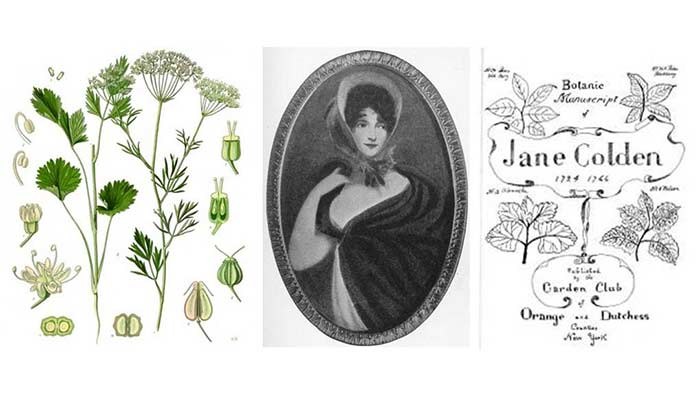 Botanic
Manuscript
of
Jane Colden
1724 1766
Published
by the
Garden Club
of
Orange and Dutchess
Counties
New York